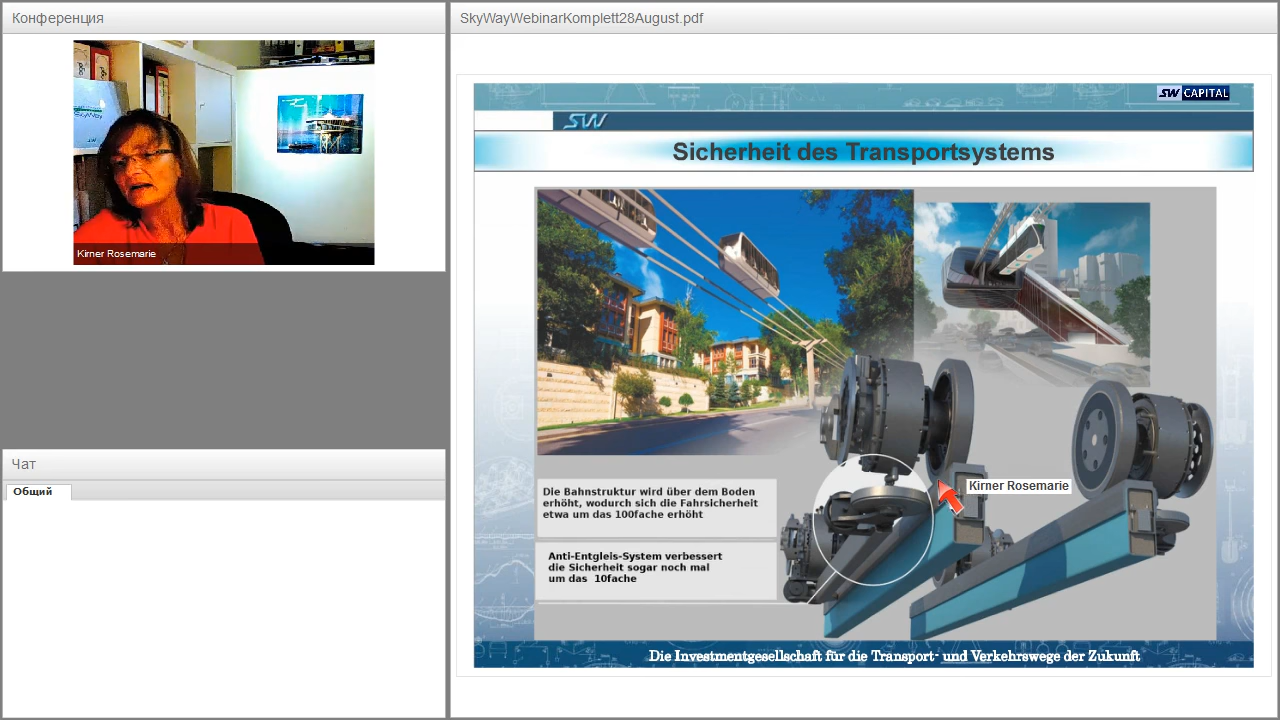 Конференция
Kirner Rosemarie
Чат
Общий
SkyWayWebinarKomplett28August.pdf
SW CAPITAL
SW
Sicherheit des Transportsystems
Kirner Rosemarie
Die Bahnstruktur wird über dem Boden
erhöht, wodurch sich die Fahrsicherheit
etwa um das 100fache erhöht
Anti-Entgleis-System verbessert
die Sicherheit sogar noch mal
um das 10fache
Die Investmentgesellschaft für die Transport- und Verkehrswege der Zukunft